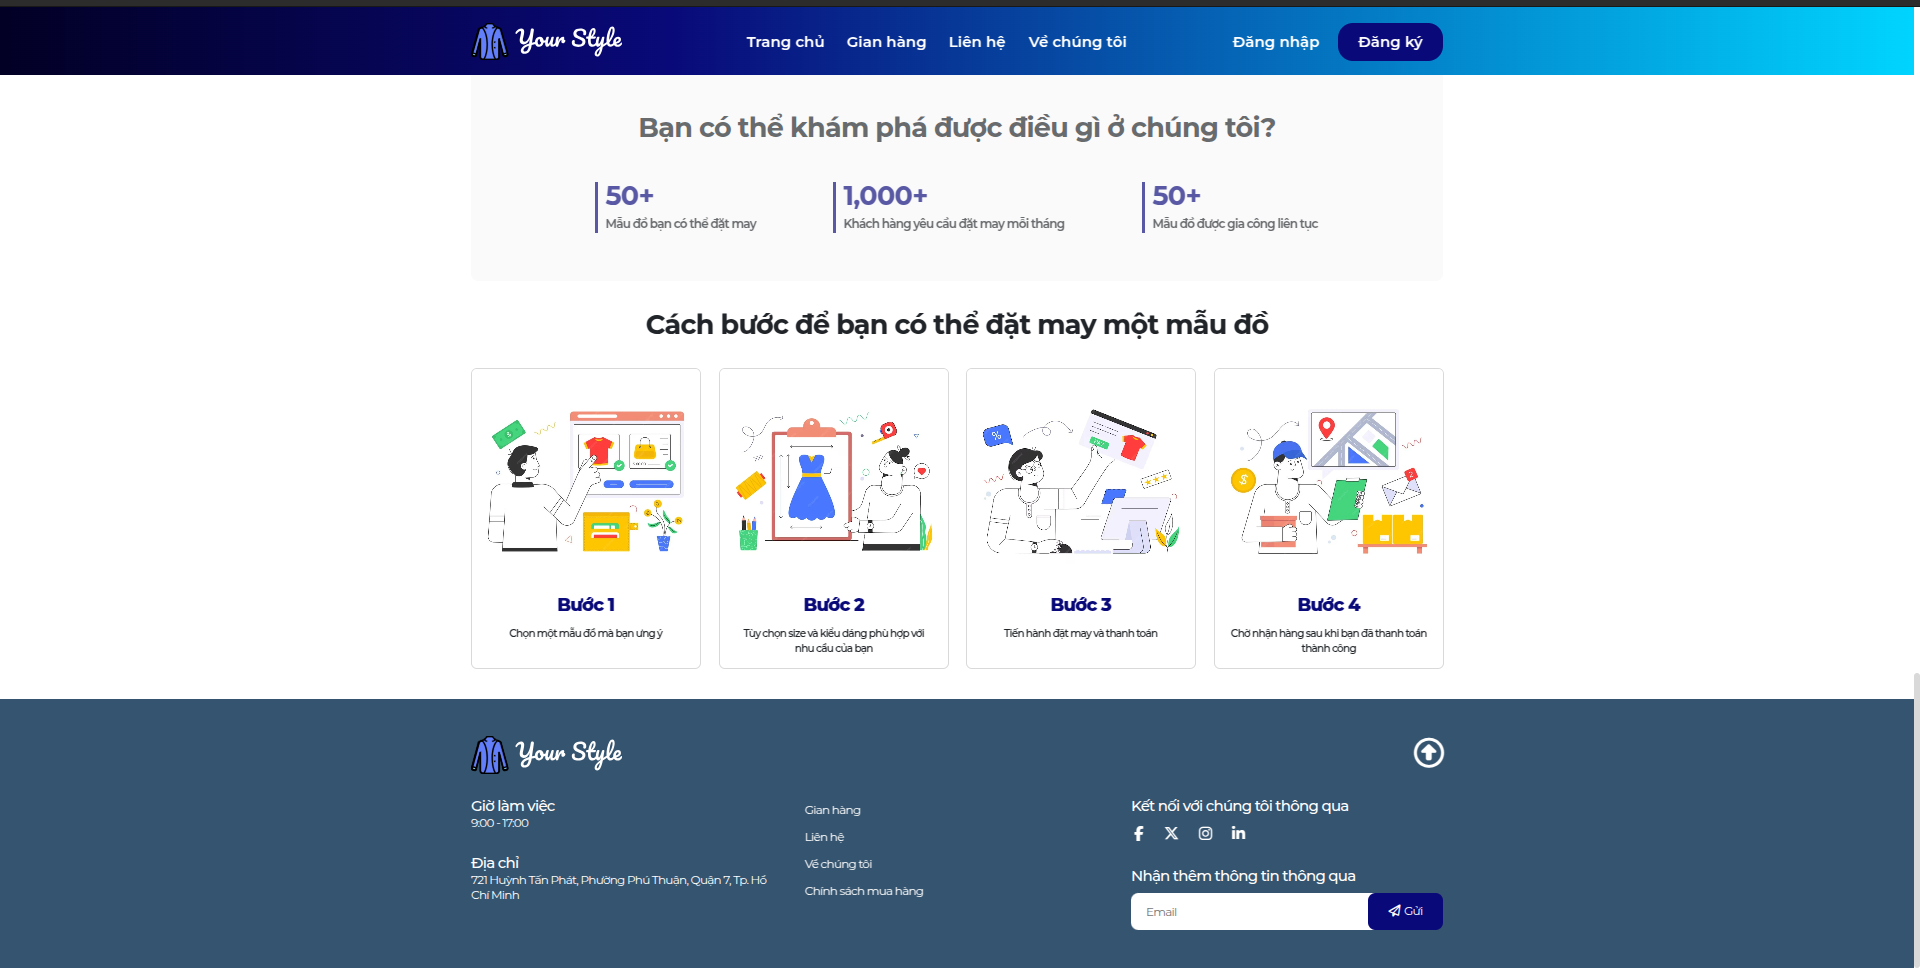 Your Style
Trang chủ
Gian hàng
Liên hệ
Về chúng tôi
Đăng nhập
Đăng ký
Bạn có thể khám phá được điều gì ở chúng tôi?
50+
Mẫu đồ bạn có thể đặt may
1,000+
Khách hàng yêu cầu đặt may mỗi tháng
50+
Mẫu đồ được gia công liên tục
Cách bước để bạn có thể đặt may một mẫu đồ
Bước 1
Chọn một mẫu đồ mà bạn ưng ý
Bước 2
Tùy chọn size và kiểu dáng phù hợp với
nhu cầu của bạn
Bước 3
Tiến hành đặt may và thanh toán
Bước 4
Chờ nhận hàng sau khi bạn đã thanh toán
thành công
Your Style
Giờ làm việc
9:00 - 17:00
Địa chỉ
721 Huỳnh Tấn Phát, Phường Phú Thuận, Quận 7, Tp. Hồ
Chí Minh
Gian hàng
Liên hệ
Về chúng tôi
Chính sách mua hàng
Kết nối với chúng tôi thông qua
Nhận thêm thông tin thông qua
Email
Gửi